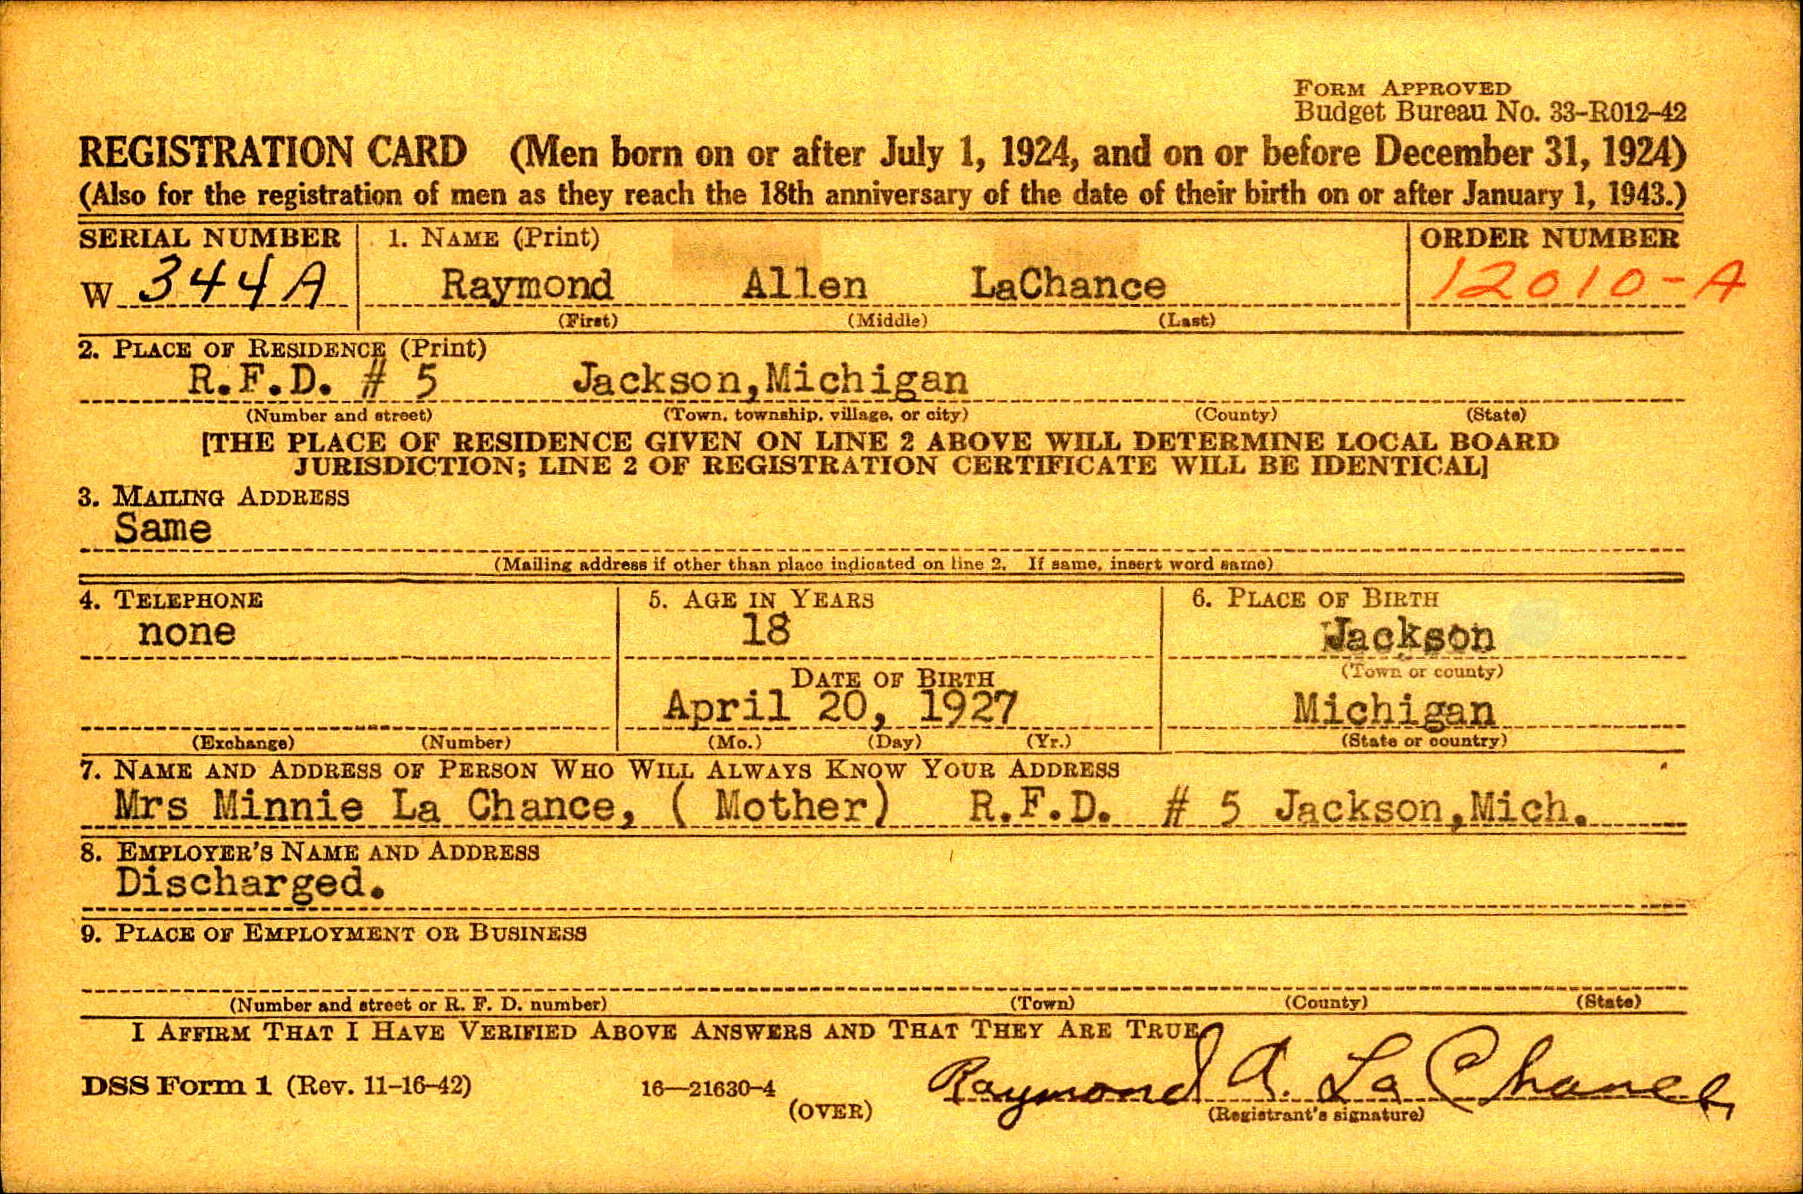 FORM APPROVED
Budget Bureau No. 33-R012-42
REGISTRATION CARD (Men born on or after July 1, 1924, and on or before December 31, 1924)
(Also for the registration of men as they reach the 18th anniversary of the date of their birth on or after January 1, 1943.)
SERIAL NUMBER 1. NAME (Print) ORDER NUMBER
W 344A Raymond Allen LaChance 12010-A
(First) (Middle) (Last)
2. PLACE OF RESIDENCE (Print)
R.F.D. # 5 Jackson,Michigan
(Number and street) (Town, township, village, or city) (County) (State)
[THE PLACE OF RESIDENCE GIVEN ON LINE 2 ABOVE WILL DETERMINE LOCAL BOARD
JURISDICTION; LINE 2 OF REGISTRATION CERTIFICATE WILL BE IDENTICAL]
3. MAILING ADDRESS
Same
(Mailing address if other than place indicated on line 2. If same, insert word same)
4. TELEPHONE 5. AGE IN YEARS 6. PLACE OF BIRTH
none 18 Jackson
(Town or county)
DATE OF BIRTH
April 20, 1927 Michigan
(Exchange) (Number) (Mo.) (Day) (Yr.) (State or country)
7. NAME AND ADDRESS OF PERSON WHO WILL ALWAYS KNOW YOUR ADDRESS
Mrs Minnie La Chance, ( Mother) R.F.D. # 5 Jackson,Mich.
8. EMPLOYER'S NAME AND ADDRESS
Discharged.
9. PLACE OF EMPLOYMENT OR BUSINESS
(Number and street or R. F. D. number) (Town) (County) (State)
I AFFIRM THAT I HAVE VERIFIED ABOVE ANSWERS AND THAT THEY ARE TRUE
DSS Form 1 (Rev. 11-16-42) 16—21630-4 Raymond A. La Chance
(OVER) (Registrant's signature)